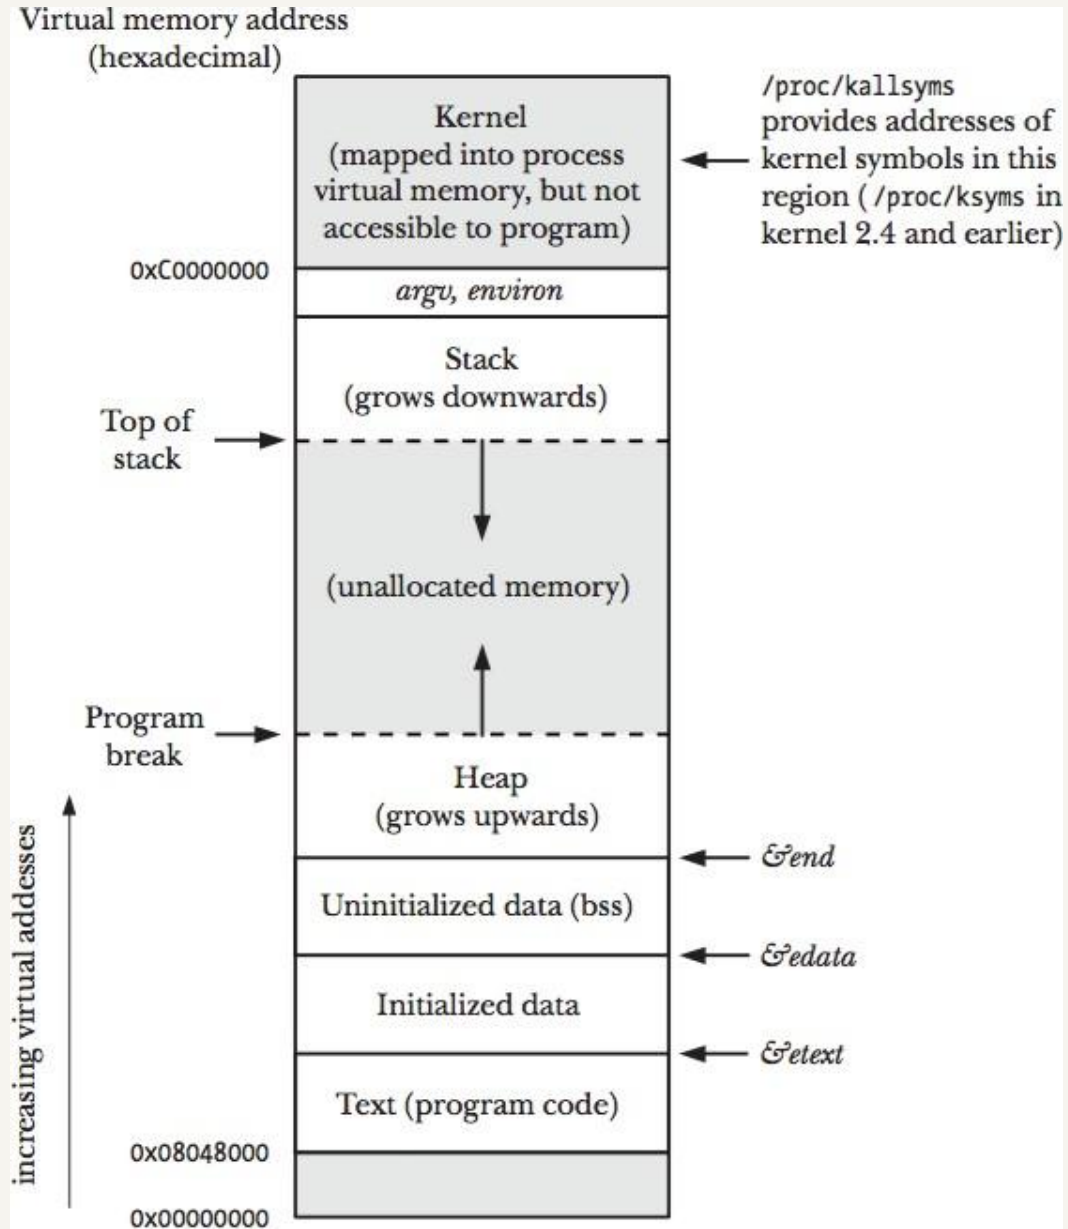 Virtual memory address
(hexadecimal)
Kernel
(mapped into process
virtual memory, but not
accessible to program)
/proc/kallsyms
provides addresses of
kernel symbols in this
region (/proc/ksyms in
kernel 2.4 and earlier)
0xC0000000
argv, environ
Stack
(grows downwards)
Top of
stack
(unallocated memory)
Program
break
Heap
(grows upwards)
&end
Uninitialized data (bss)
&edata
Initialized data
&etext
Text (program code)
0x08048000
0x00000000
increasing virtual addesses